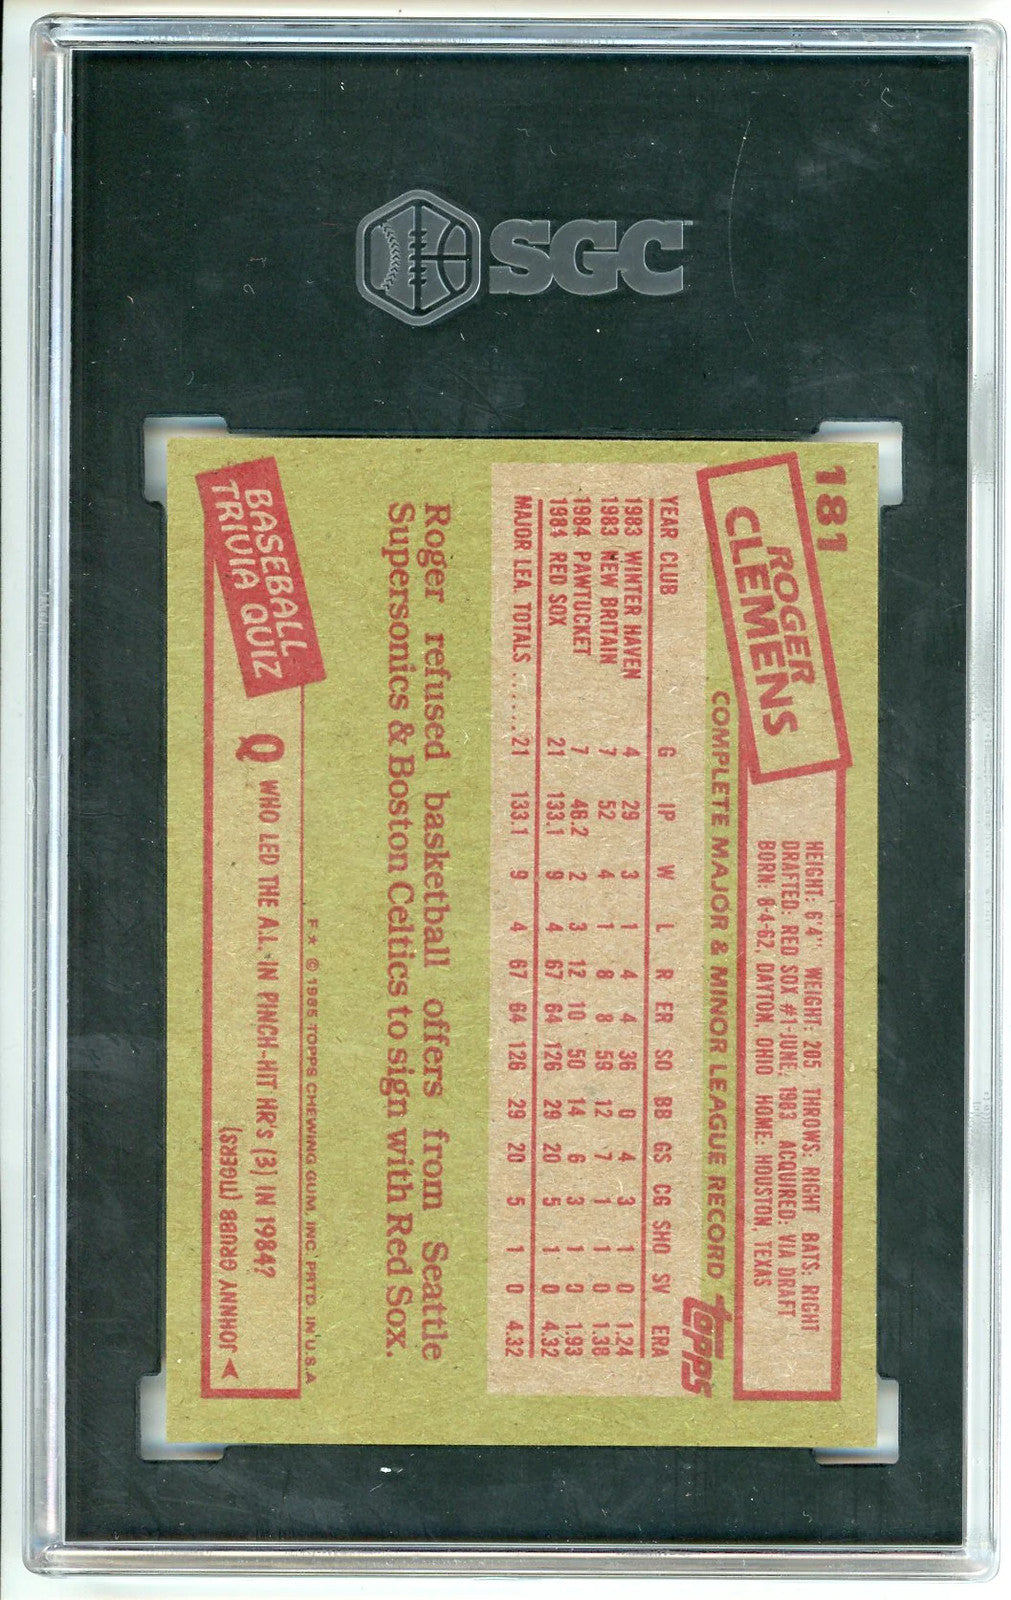 SGC
181
ROGER
CLEMENS
HEIGHT: 6'4" WEIGHT: 205 THROWS: RIGHT BATS: RIGHT
DRAFTED: RED SOX #1-JUNE, 1983 ACQUIRED: VIA DRAFT
BORN: 8-4-62, DAYTON, OHIO HOME: HOUSTON, TEXAS
COMPLETE MAJOR & MINOR LEAGUE RECORD
topps
YEAR CLUB G IP W L R ER SO BB GS CG SHO SV ERA
1983 WINTER HAVEN 4 29 3 1 4 4 36 0 4 3 1 0 1.24
1983 NEW BRITAIN 7 52 4 1 8 8 59 12 7 1 1 0 1.38
1984 PAWTUCKET 7 46.2 2 3 12 10 50 14 6 3 1 0 1.93
1984 RED SOX 21 133.1 9 4 67 64 126 29 20 5 1 0 4.32
MAJOR LEA. TOTALS ...... 21 133.1 9 4 67 64 126 29 20 5 1 0 4.32
Roger refused basketball offers from Seattle
Supersonics & Boston Celtics to sign with Red Sox.
F★ © 1985 TOPPS CHEWING GUM, INC. PRTD. IN U.S.A
BASEBALL
TRIVIA QUIZ
Q WHO LED THE A.L. IN PINCH-HIT HR'S (3) IN 1984?
JOHNNY GRUBB (TIGERS)